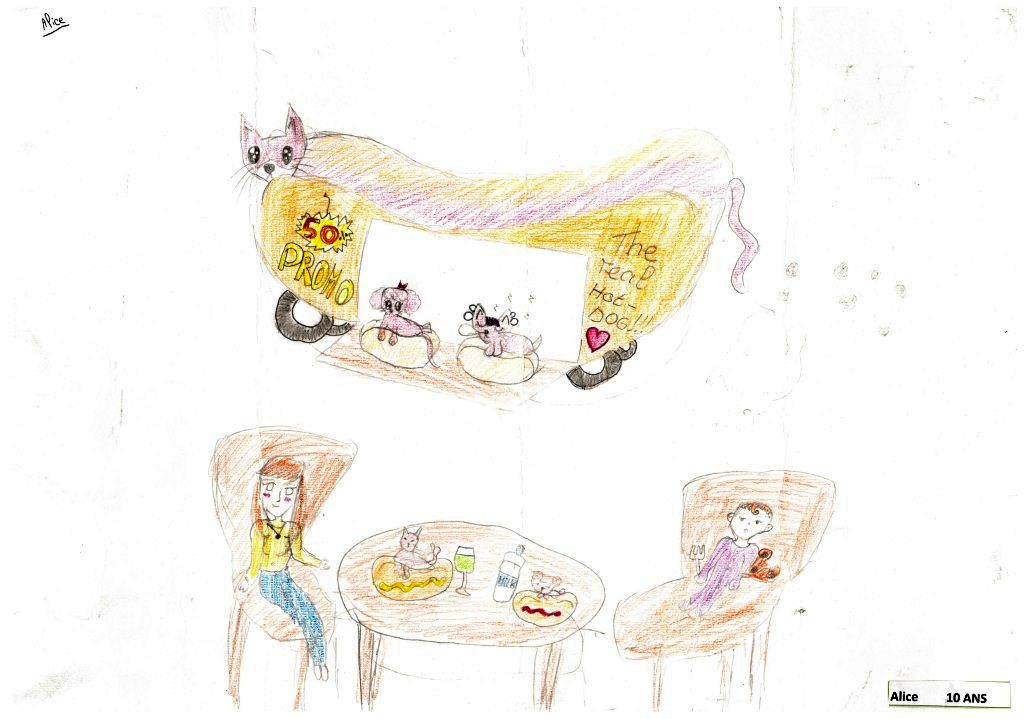 Alice
50%
PROMO
The
real
Hot-
DOG!!!
MILK
Alice 10 ANS